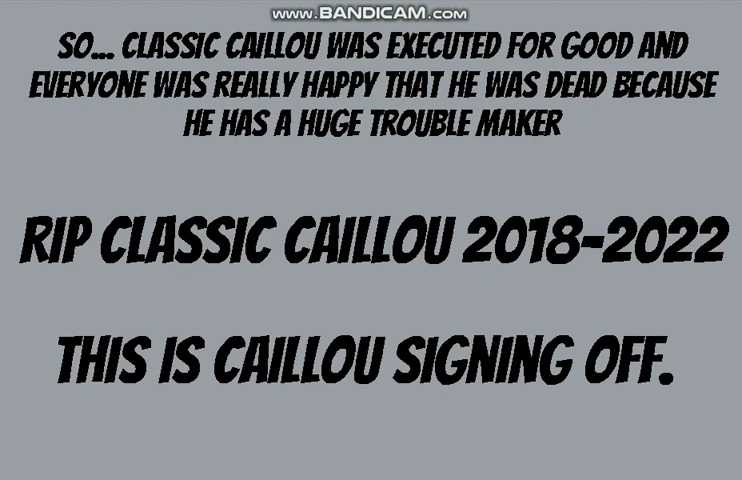 www.BANDICAM.com
SO... CLASSIC CAILLOU WAS EXECUTED FOR GOOD AND
EVERYONE WAS REALLY HAPPY THAT HE WAS DEAD BECAUSE
HE HAS A HUGE TROUBLE MAKER
RIP CLASSIC CAILLOU 2018-2022
THIS IS CAILLOU SIGNING OFF.